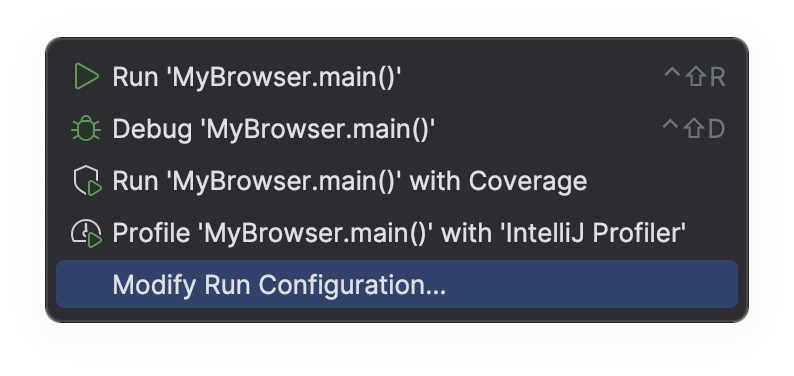 Run 'MyBrowser.main()' ^⇧R
Debug 'MyBrowser.main()' ^⇧D
Run 'MyBrowser.main()' with Coverage
Profile 'MyBrowser.main()' with 'IntelliJ Profiler'
Modify Run Configuration...